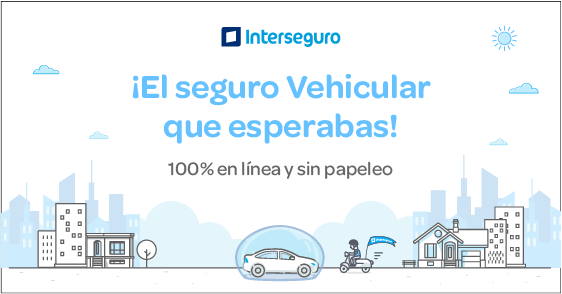 Interseguro
¡El seguro Vehicular
que esperabas!
100% en línea y sin papeleo